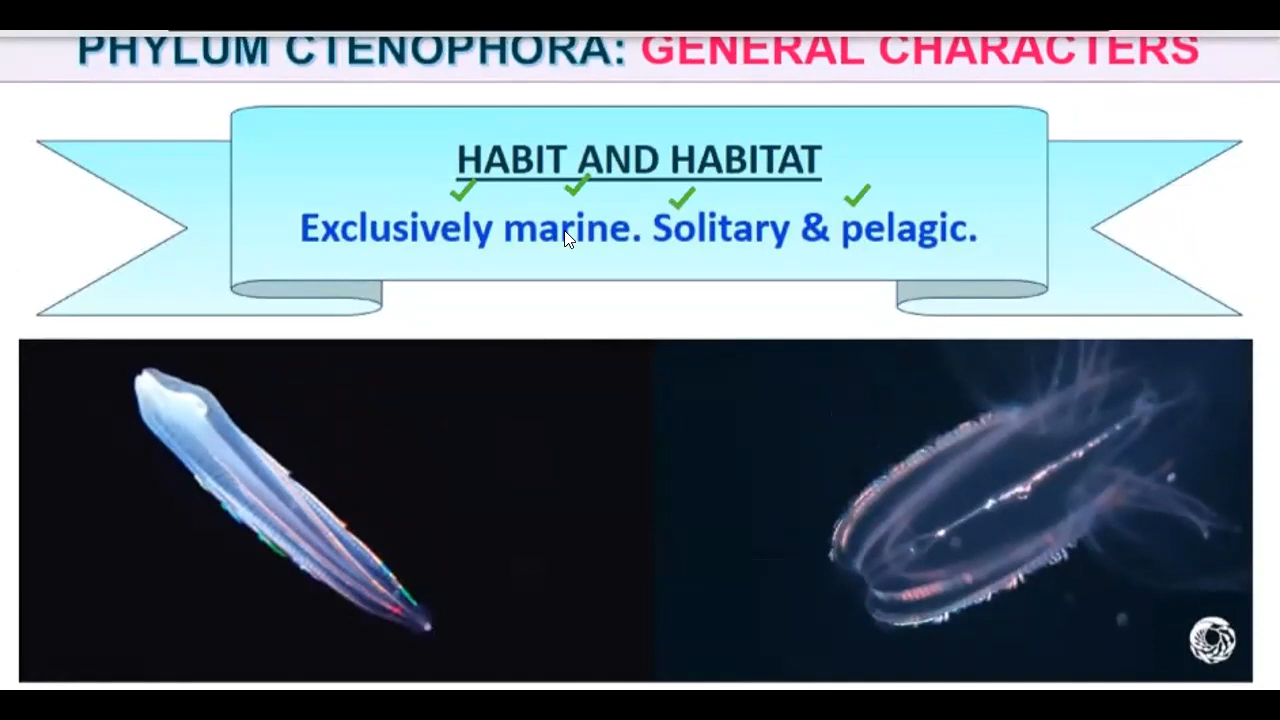 PHYLUM CTENOPHORA: GENERAL CHARACTERS
HABIT AND HABITAT
Exclusively marine. Solitary & pelagic.